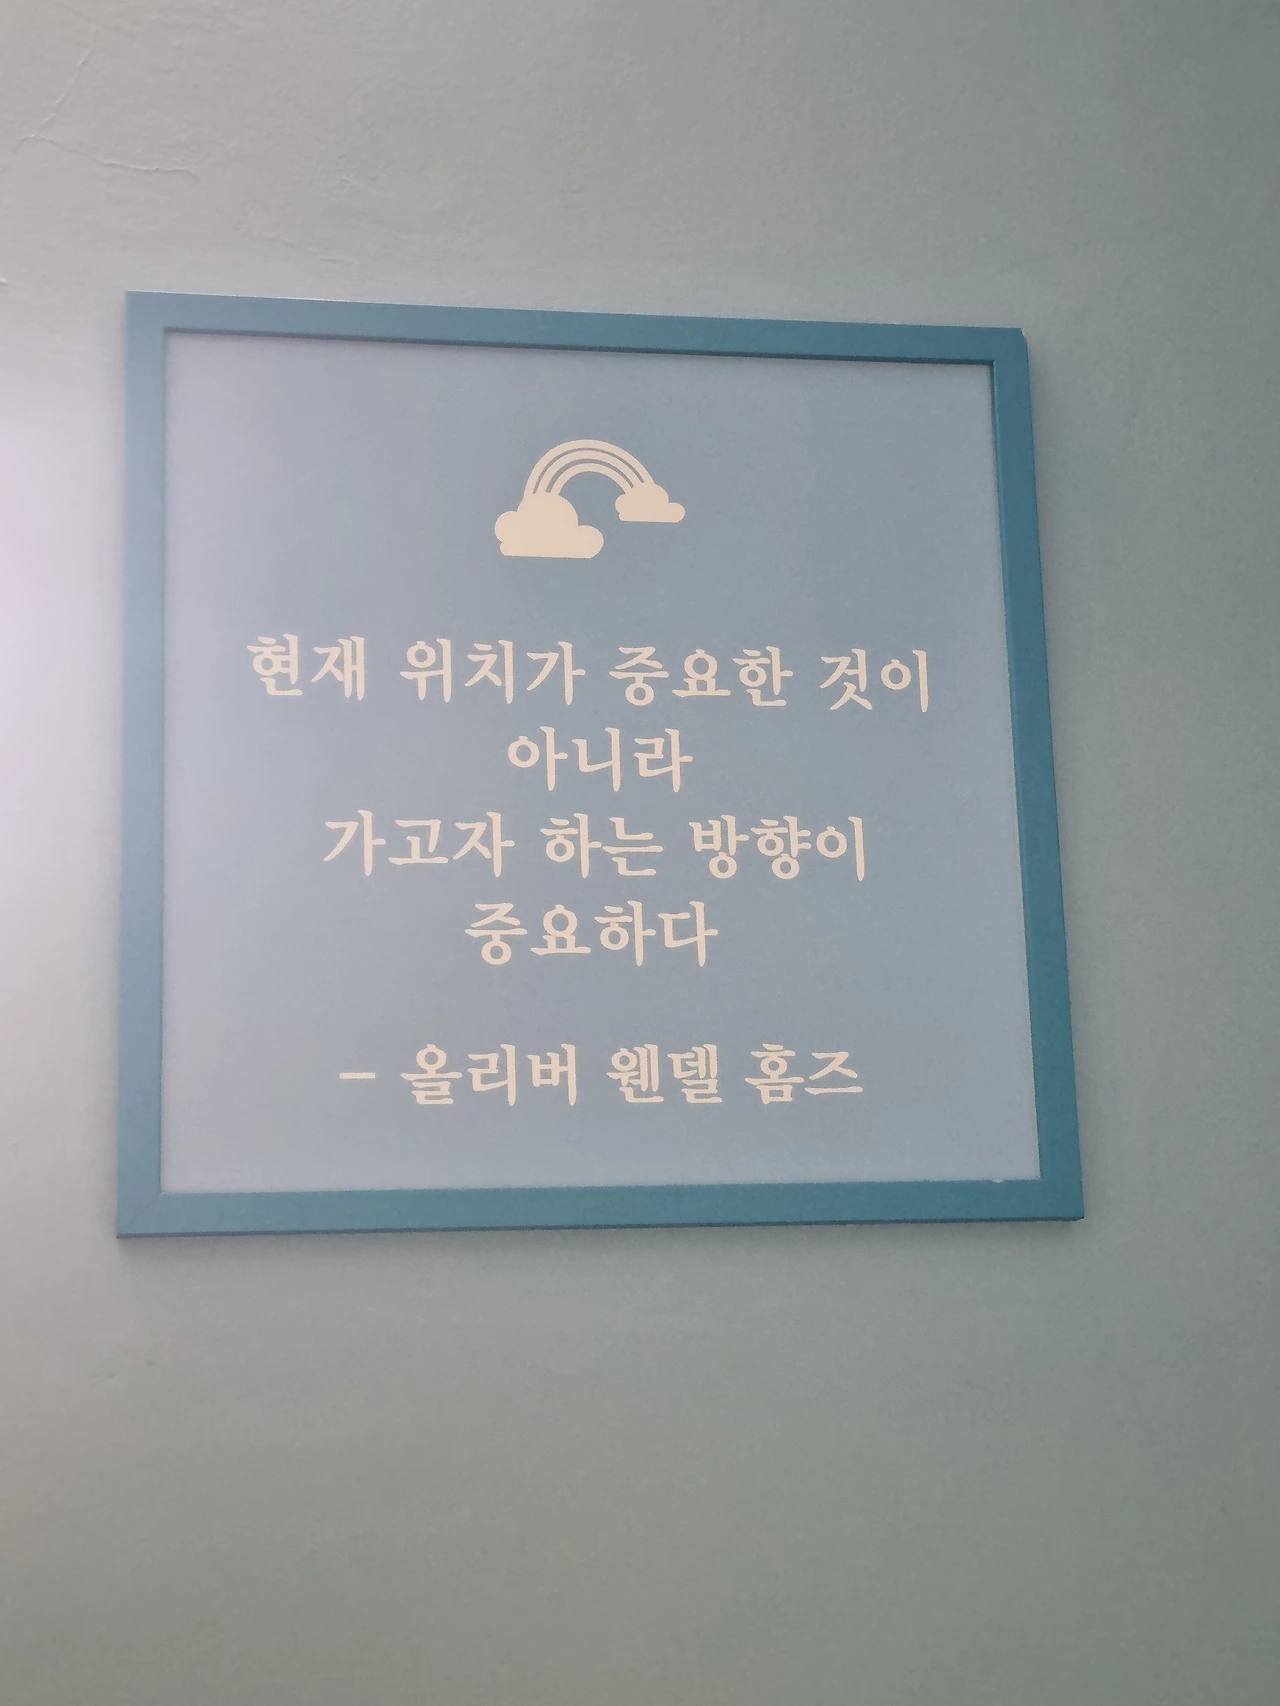 현재 위치가 중요한 것이
아니라
가고자 하는 방향이
중요하다
- 올리버 웬델 홈즈